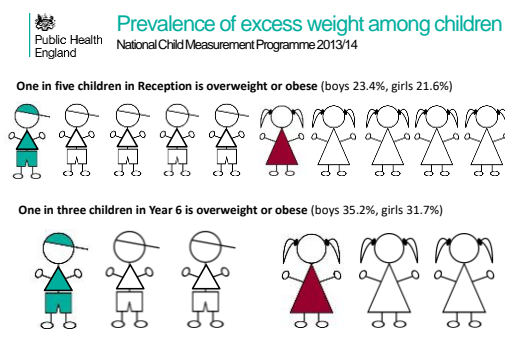 Public Health
England
Prevalence of excess weight among children
National Child Measurement Programme 2013/14
One in five children in Reception is overweight or obese (boys 23.4%, girls 21.6%)
One in three children in Year 6 is overweight or obese (boys 35.2%, girls 31.7%)